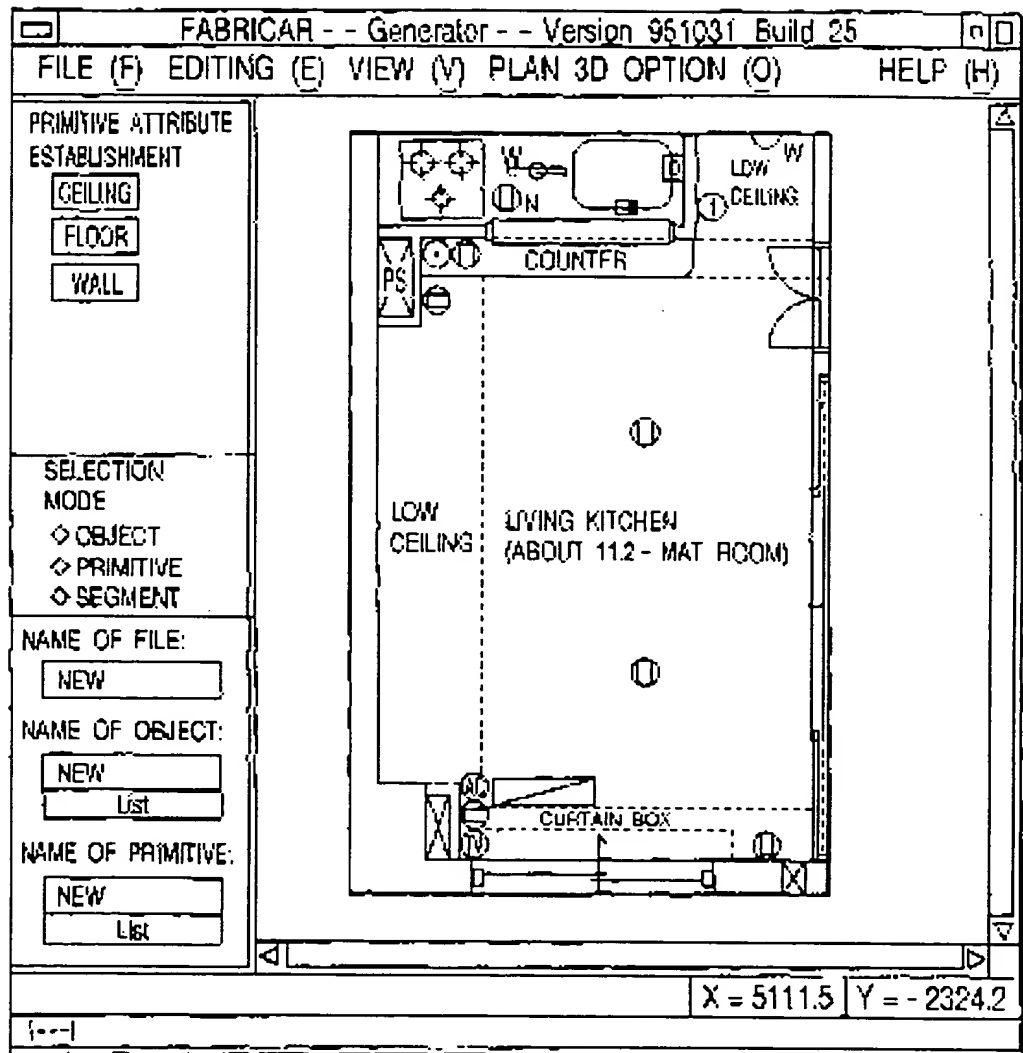 FABRICAR - - Generator - - Version 951031 Build 25
FILE (F) EDITING (E) VIEW (V) PLAN 3D OPTION (O) HELP (H)
PRIMITIVE ATTRIBUTE
ESTABLISHMENT
CEILING
FLOOR
WALL
SELECTION
MODE
OBJECT
PRIMITIVE
SEGMENT
NAME OF FILE:
NEW
NAME OF OBJECT:
NEW
List
NAME OF PRIMITIVE:
NEW
List
W
N
W
LOW
CEILING
1
COUNTER
PS
LOW
CEILING
LIVING KITCHEN
(ABOUT 11.2 - MAT ROOM)
CURTAIN BOX
TV
X = 5111.5 Y = - 2324.2